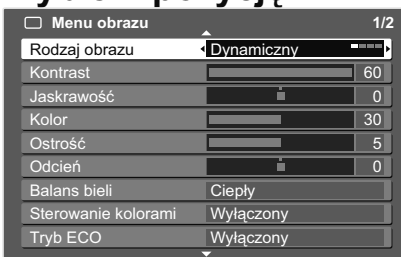 Menu obrazu 1/2
Rodzaj obrazu Dynamiczny
Kontrast 60
Jaskrawość 0
Kolor 30
Ostrość 5
Odcień 0
Balans bieli Ciepły
Sterowanie kolorami Wyłączony
Tryb ECO Wyłączony